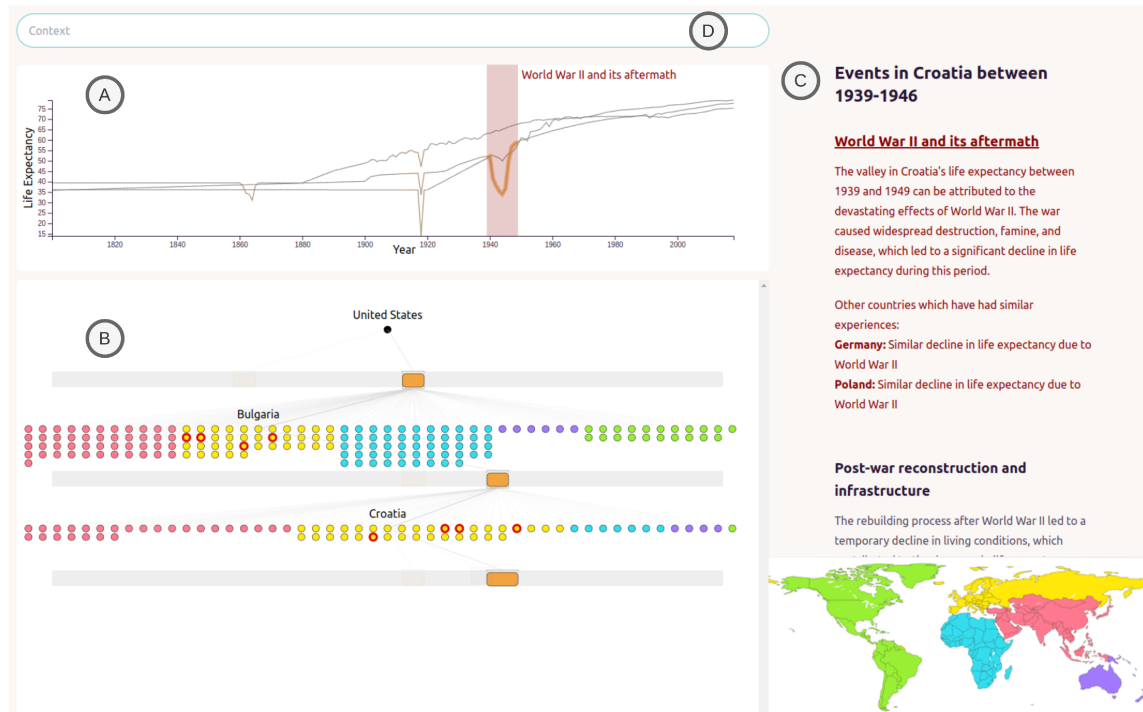 Context
D
A
World War II and its aftermath
Life Expectancy
75
70
65
60
55
50
45
40
35
30
25
20
15
1820
1840
1860
1880
1900
1920
1940
1960
1980
2000
Year
B
United States
Bulgaria
Croatia
C
Events in Croatia between
1939-1946
World War II and its aftermath
The valley in Croatia's life expectancy between
1939 and 1949 can be attributed to the
devastating effects of World War II. The war
caused widespread destruction, famine, and
disease, which led to a significant decline in life
expectancy during this period.
Other countries which have had similar
experiences:
Germany: Similar decline in life expectancy due to
World War II
Poland: Similar decline in life expectancy due to
World War II
Post-war reconstruction and
infrastructure
The rebuilding process after World War II led to a
temporary decline in living conditions, which